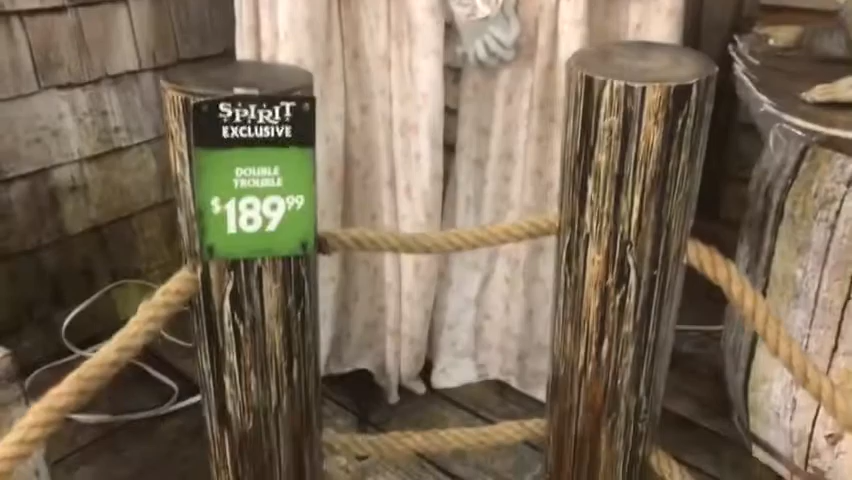 SPIRIT
EXCLUSIVE
DOUBLE
TROUBLE
$189.99